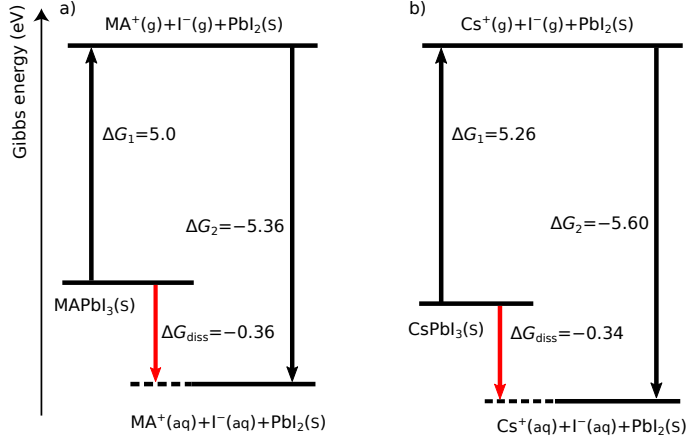 Gibbs energy (eV)
a)
MA⁺(g)+I⁻(g)+PbI₂(S)
ΔG₁=5.0
ΔG₂=−5.36
MAPbI₃(S)
ΔG_diss=−0.36
MA⁺(aq)+I⁻(aq)+PbI₂(S)
b)
Cs⁺(g)+I⁻(g)+PbI₂(S)
ΔG₁=5.26
ΔG₂=−5.60
CsPbI₃(S)
ΔG_diss=−0.34
Cs⁺(aq)+I⁻(aq)+PbI₂(S)